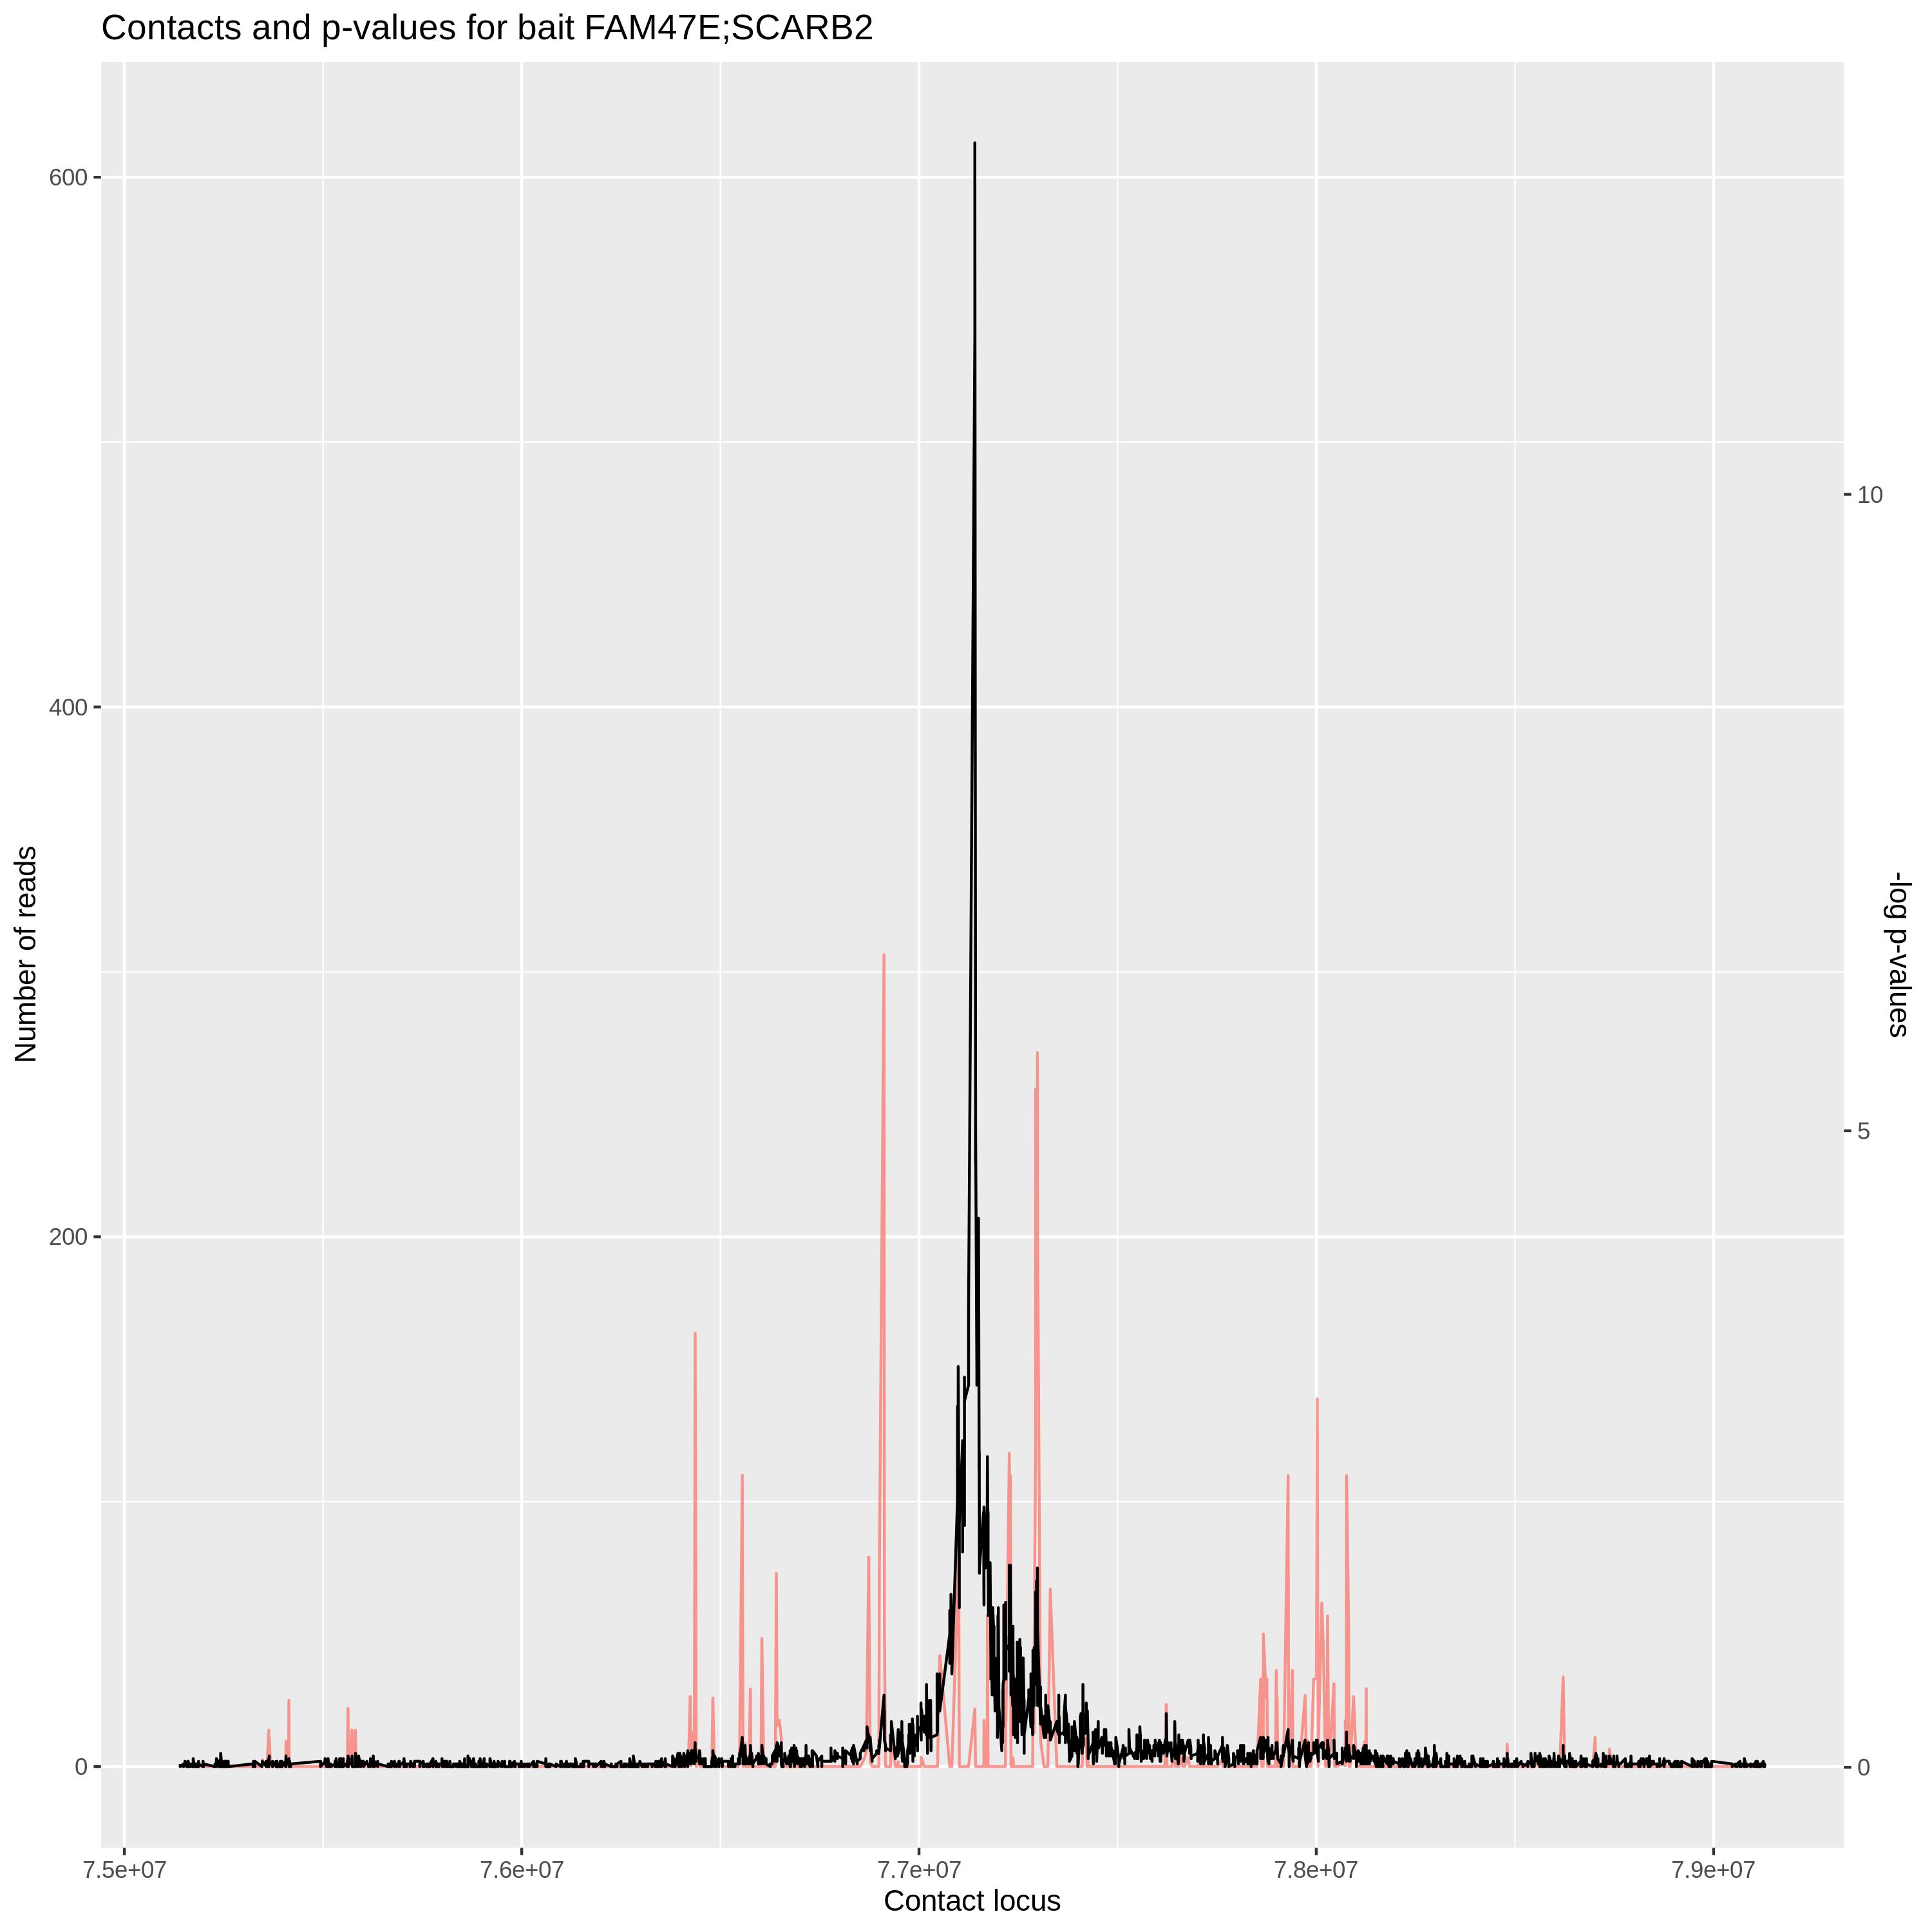 Contacts and p-values for bait FAM47E;SCARB2
600
400
200
0
Number of reads
10
5
0
-log p-values
7.5e+07
7.6e+07
7.7e+07
7.8e+07
7.9e+07
Contact locus